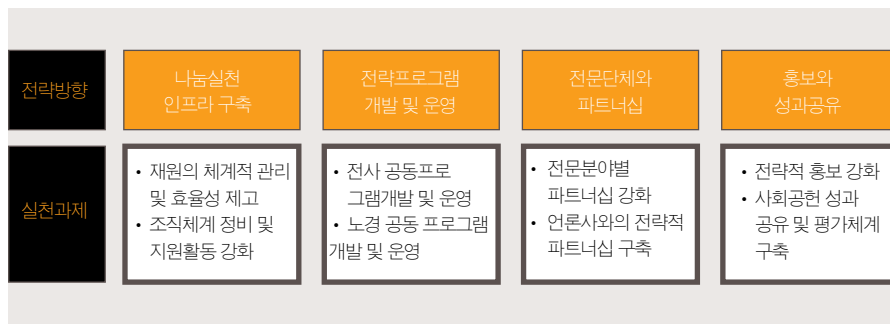 전략방향
나눔실천
인프라 구축
전략프로그램
개발 및 운영
전문단체와
파트너십
홍보와
성과공유
실천과제
• 재원의 체계적 관리
및 효율성 제고
• 조직체계 정비 및
지원활동 강화
• 전사 공동프로
그램개발 및 운영
• 노경 공동 프로그램
개발 및 운영
• 전문분야별
파트너십 강화
• 언론사와의 전략적
파트너십 구축
• 전략적 홍보 강화
• 사회공헌 성과
공유 및 평가체계
구축